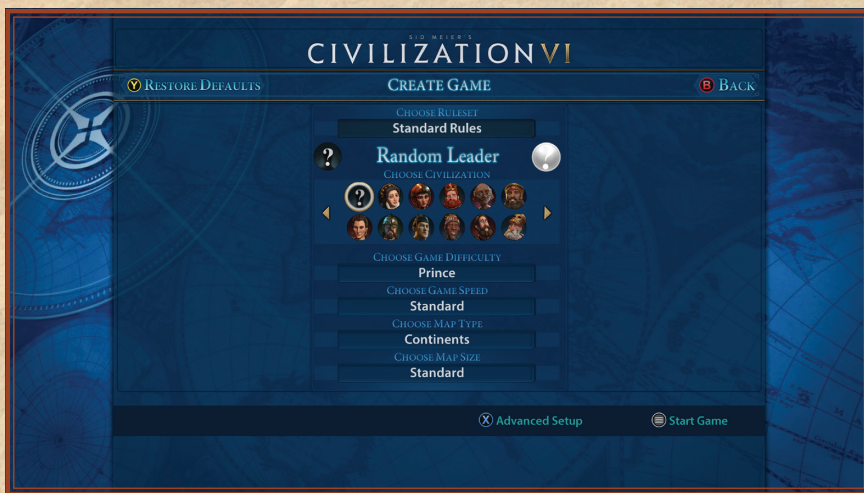 SID MEIER'S
CIVILIZATION VI
Y RESTORE DEFAULTS
CREATE GAME
B BACK
CHOOSE RULESET
Standard Rules
? Random Leader ?
CHOOSE CIVILIZATION
?
CHOOSE GAME DIFFICULTY
Prince
CHOOSE GAME SPEED
Standard
CHOOSE MAP TYPE
Continents
CHOOSE MAP SIZE
Standard
X Advanced Setup
Start Game